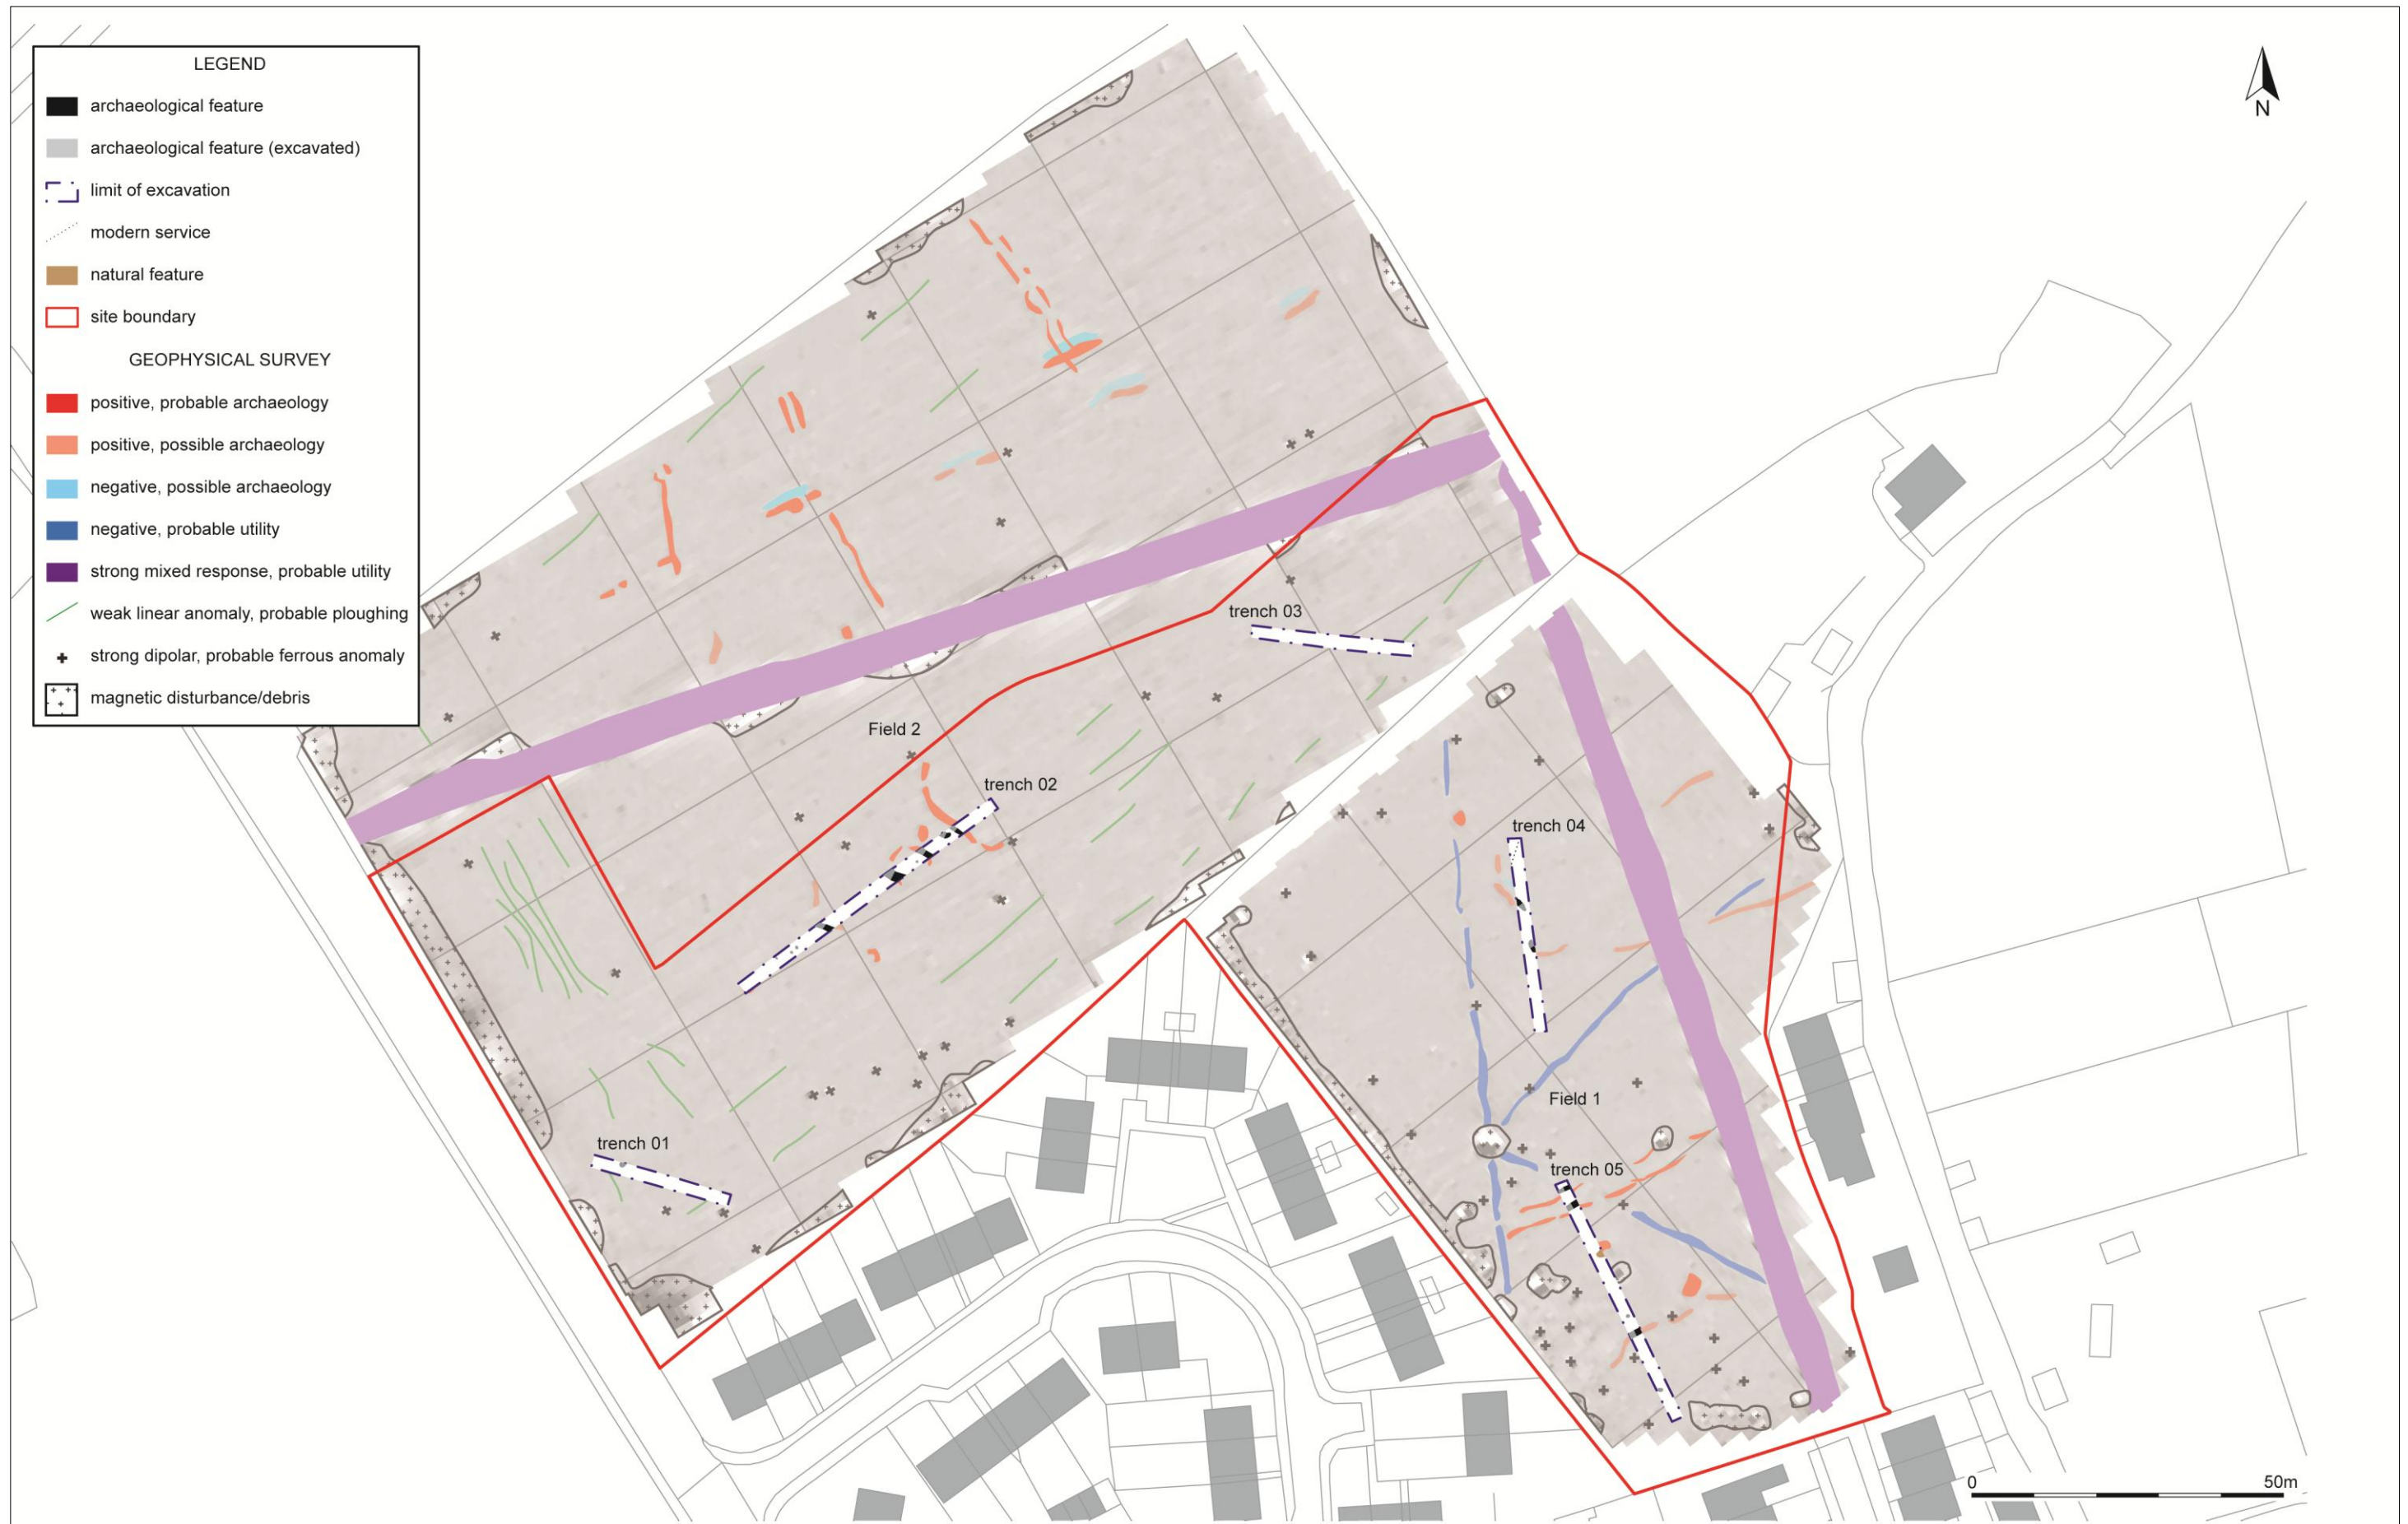 LEGEND
archaeological feature
archaeological feature (excavated)
limit of excavation
modern service
natural feature
site boundary
GEOPHYSICAL SURVEY
positive, probable archaeology
positive, possible archaeology
negative, possible archaeology
negative, probable utility
strong mixed response, probable utility
weak linear anomaly, probable ploughing
strong dipolar, probable ferrous anomaly
magnetic disturbance/debris
N
trench 03
Field 2
trench 02
trench 04
Field 1
trench 01
trench 05
0 50m